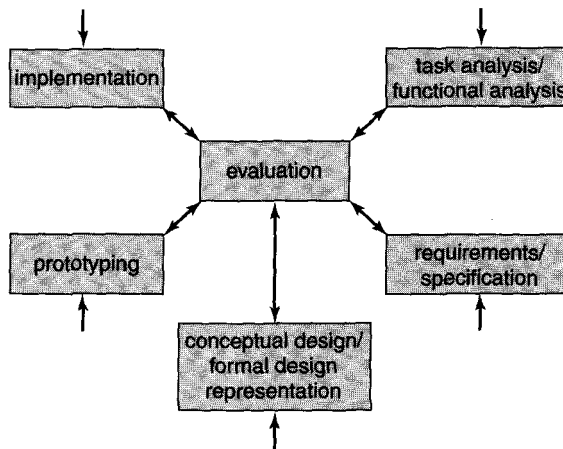 implementation
task analysis/
functional analysis
evaluation
prototyping
requirements/
specification
conceptual design/
formal design
representation